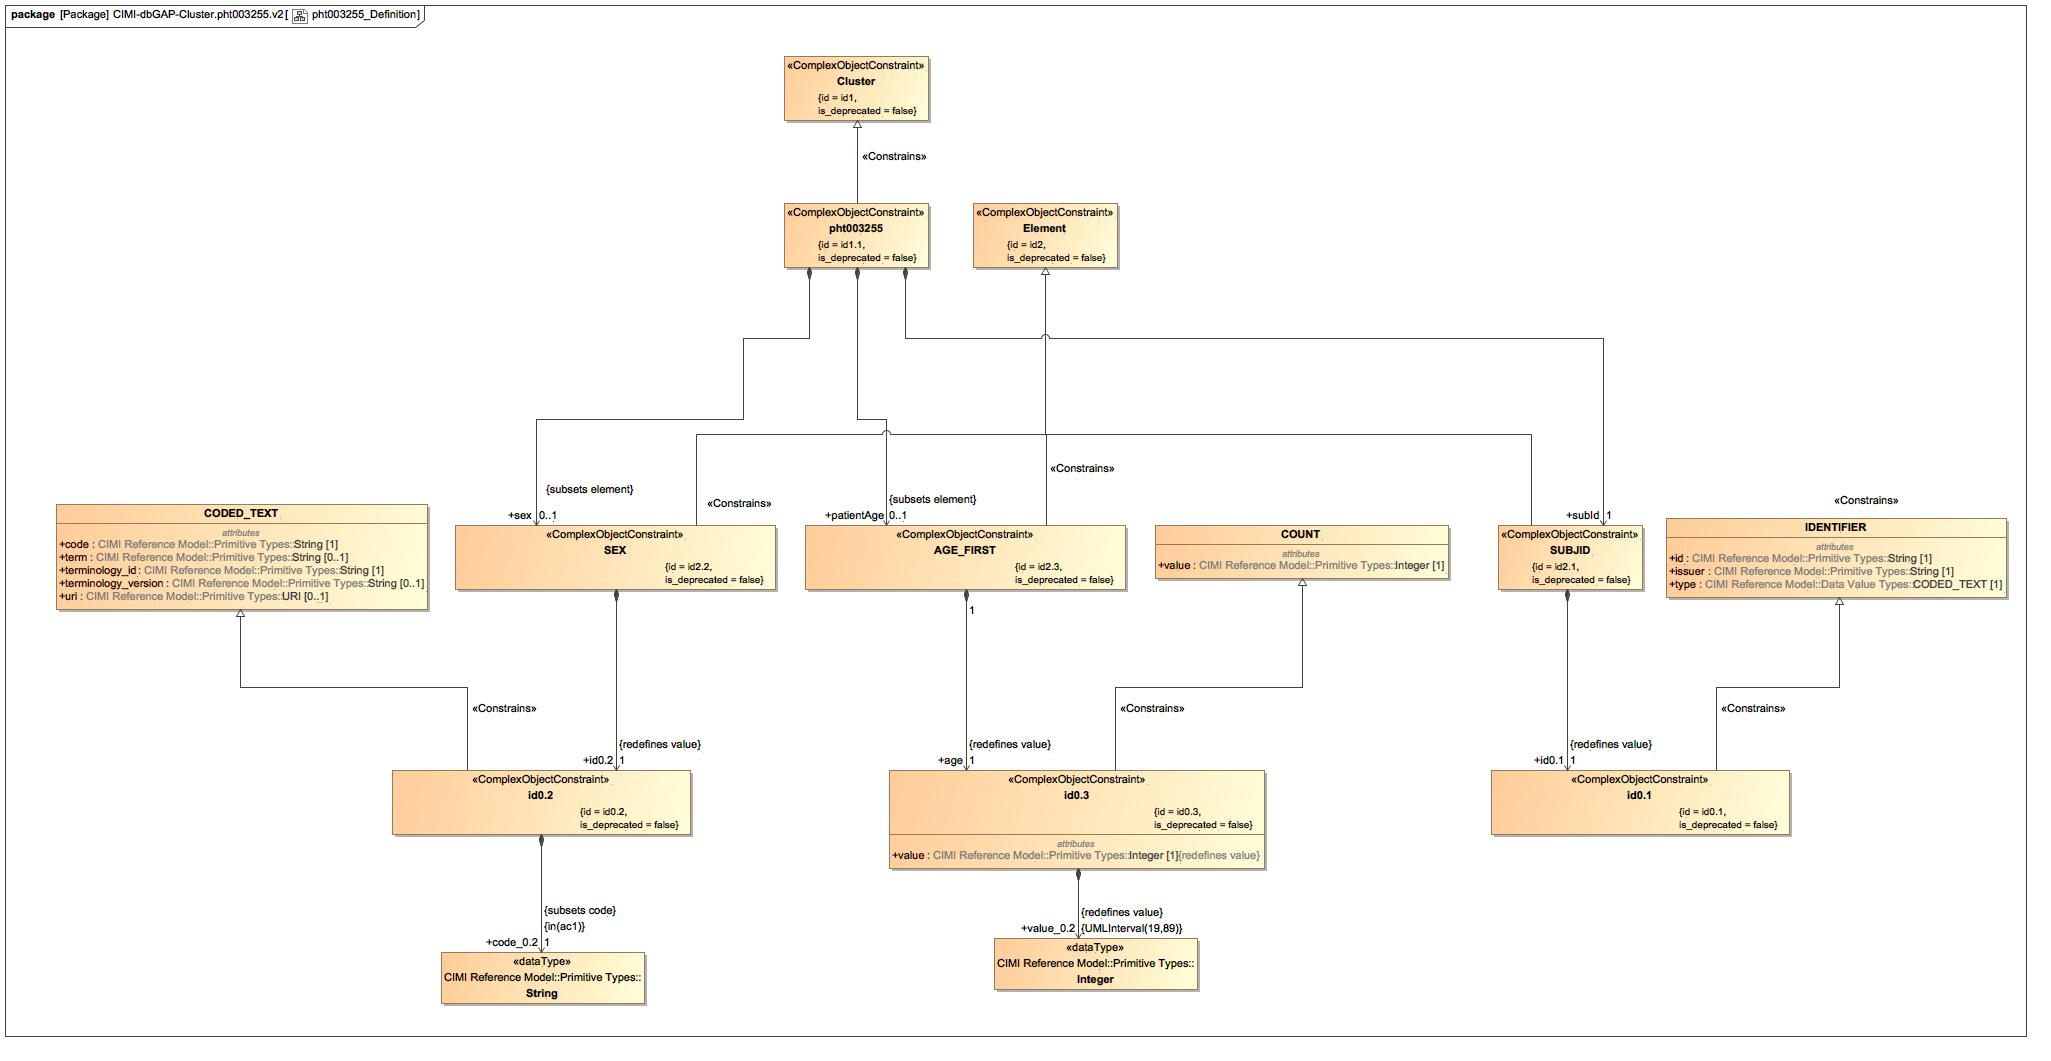 package [Package] CIMI-dbGAP-Cluster.pht003255.v2[ pht003255_Definition]
«ComplexObjectConstraint»
Cluster
{id = id1,
is_deprecated = false}
«Constrains»
«ComplexObjectConstraint»
pht003255
{id = id1.1,
is_deprecated = false}
«ComplexObjectConstraint»
Element
{id = id2,
is_deprecated = false}
«Constrains»
{subsets element}
«Constrains»
{subsets element}
«Constrains»
+sex 0..1
+patientAge 0..1
+subId 1
CODED_TEXT
attributes
+code : CIMI Reference Model::Primitive Types::String [1]
+term : CIMI Reference Model::Primitive Types::String [0..1]
+terminology_id : CIMI Reference Model::Primitive Types::String [1]
+terminology_version : CIMI Reference Model::Primitive Types::String [0..1]
+uri : CIMI Reference Model::Primitive Types::URI [0..1]
«ComplexObjectConstraint»
SEX
{id = id2.2,
is_deprecated = false}
«ComplexObjectConstraint»
AGE_FIRST
{id = id2.3,
is_deprecated = false}
1
COUNT
attributes
+value : CIMI Reference Model::Primitive Types::Integer [1]
«ComplexObjectConstraint»
SUBJID
{id = id2.1,
is_deprecated = false}
IDENTIFIER
attributes
+id : CIMI Reference Model::Primitive Types::String [1]
+issuer : CIMI Reference Model::Primitive Types::String [1]
+type : CIMI Reference Model::Data Value Types::CODED_TEXT [1]
«Constrains»
«Constrains»
«Constrains»
{redefines value}
+id0.2 1
{redefines value}
+age 1
{redefines value}
+id0.1 1
«ComplexObjectConstraint»
id0.2
{id = id0.2,
is_deprecated = false}
«ComplexObjectConstraint»
id0.3
{id = id0.3,
is_deprecated = false}
attributes
+value : CIMI Reference Model::Primitive Types::Integer [1]{redefines value}
«ComplexObjectConstraint»
id0.1
{id = id0.1,
is_deprecated = false}
{subsets code}
{in(ac1)}
+code_0.2 1
{redefines value}
+value_0.2 {UMLInterval(19,89)}
«dataType»
CIMI Reference Model::Primitive Types::
String
«dataType»
CIMI Reference Model::Primitive Types::
Integer